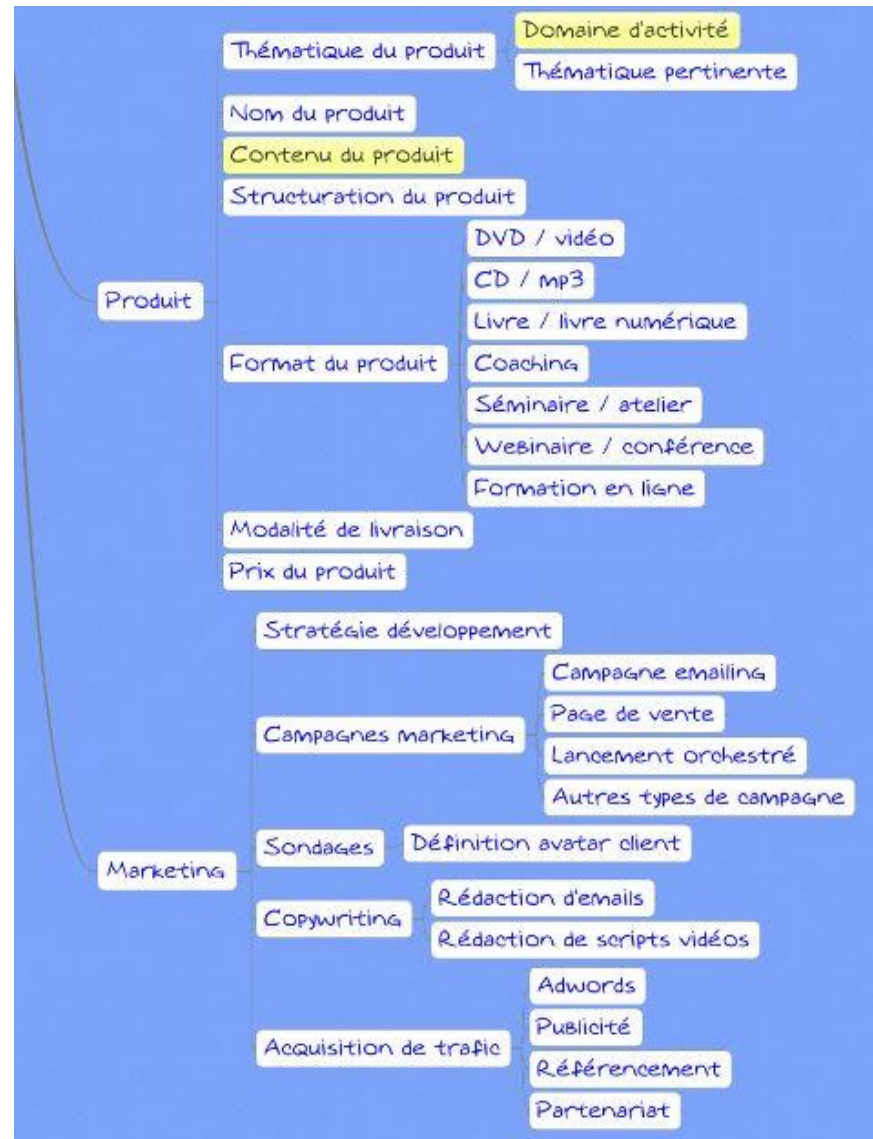 Domaine d'activité
Thématique du produit
Thématique pertinente
Nom du produit
Contenu du produit
Structuration du produit
DVD / vidéo
CD / mp3
Produit
Livre / livre numérique
Format du produit
Coaching
Séminaire / atelier
Webinaire / conférence
Formation en ligne
Modalité de livraison
Prix du produit
Stratégie développement
Campagne emailing
Page de vente
Campagnes marketing
Lancement orchestré
Autres types de campagne
Sondages
Définition avatar client
Marketing
Rédaction d'emails
Copywriting
Rédaction de scripts vidéos
Adwords
Publicité
Acquisition de trafic
Référencement
Partenariat